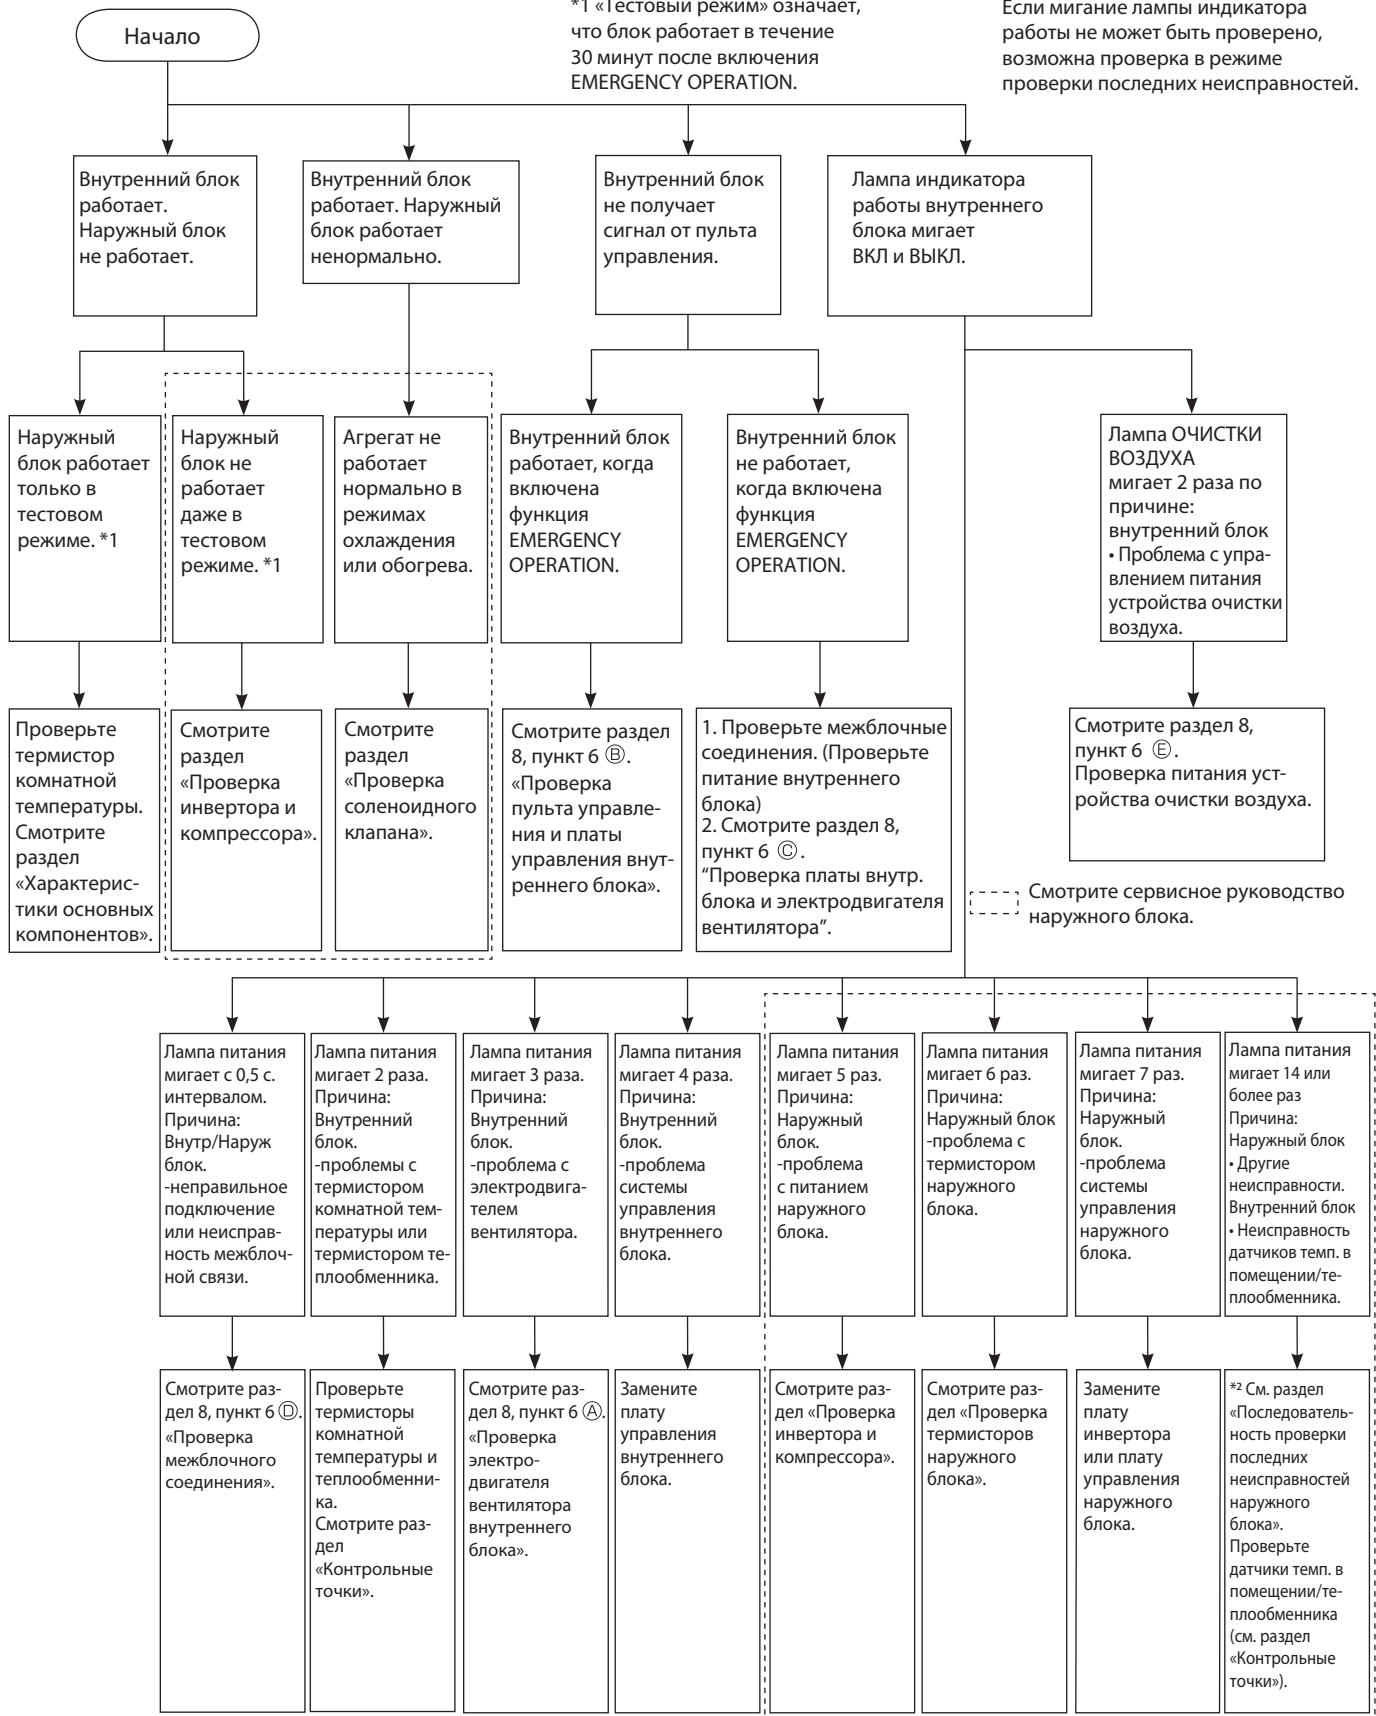 *1 «Тестовый режим» означает,
что блок работает в течение
30 минут после включения
EMERGENCY OPERATION.
Если мигание лампы индикатора
работы не может быть проверено,
возможна проверка в режиме
проверки последних неисправностей.
Начало
Внутренний блок
работает.
Наружный блок
не работает.
Внутренний блок
работает. Наружный
блок работает
ненормально.
Внутренний блок
не получает
сигнал от пульта
управления.
Лампа индикатора
работы внутреннего
блока мигает
ВКЛ и ВЫКЛ.
Наружный
блок работает
только в
тестовом
режиме. *1
Наружный
блок не
работает
даже в
тестовом
режиме. *1
Агрегат не
работает
нормально в
режимах
охлаждения
или обогрева.
Внутренний блок
работает, когда
включена
функция
EMERGENCY
OPERATION.
Внутренний блок
не работает,
когда включена
функция
EMERGENCY
OPERATION.
Лампа ОЧИСТКИ
ВОЗДУХА
мигает 2 раза по
причине:
внутренний блок
• Проблема с упра-
влением питания
устройства очистки
воздуха.
Проверьте
термистор
комнатной
температуры.
Смотрите
раздел
«Характерис-
тики основных
компонентов».
Смотрите
раздел
«Проверка
инвертора и
компрессора».
Смотрите
раздел
«Проверка
соленоидного
клапана».
Смотрите раздел
8, пункт 6 Ⓑ.
«Проверка
пульта управле-
ния и платы
управления внут-
реннего блока».
1. Проверьте межблочные
соединения. (Проверьте
питание внутреннего
блока)
2. Смотрите раздел 8,
пункт 6 Ⓒ.
“Проверка платы внутр.
блока и электродвигателя
вентилятора”.
Смотрите раздел 8,
пункт 6 Ⓔ.
Проверка питания уст-
ройства очистки воздуха.
Смотрите сервисное руководство
наружного блока.
Лампа питания
мигает с 0,5 с.
интервалом.
Причина:
Внутр/Наруж
блок.
-неправильное
подключение
или неисправ-
ность межблоч-
ной связи.
Лампа питания
мигает 2 раза.
Причина:
Внутренний
блок.
-проблемы с
термистором
комнатной тем-
пературы или
термистором те-
плообменника.
Лампа питания
мигает 3 раза.
Причина:
Внутренний
блок.
-проблема с
электродвига-
телем
вентилятора.
Лампа питания
мигает 4 раза.
Причина:
Внутренний
блок.
-проблема
системы
управления
внутреннего
блока.
Лампа питания
мигает 5 раз.
Причина:
Наружный
блок.
-проблема
с питанием
наружного
блока.
Лампа питания
мигает 6 раз.
Причина:
Наружный блок
-проблема с
термистором
наружного
блока.
Лампа питания
мигает 7 раз.
Причина:
Наружный
блок.
-проблема
системы
управления
наружного
блока.
Лампа питания
мигает 14 или
более раз
Причина:
Наружный блок
• Другие
неисправности.
Внутренний блок
• Неисправность
датчиков темп. в
помещении/те-
плообменника.
Смотрите раз-
дел 8, пункт 6 Ⓓ.
«Проверка
межблочного
соединения».
Проверьте
термисторы
комнатной
температуры и
теплообменни-
ка.
Смотрите раз-
дел
«Контрольные
точки».
Смотрите раз-
дел 8, пункт 6 Ⓐ.
«Проверка
электро-
двигателя
вентилятора
внутреннего
блока».
Замените
плату
управления
внутреннего
блока.
Смотрите раз-
дел «Проверка
инвертора и
компрессора».
Смотрите раз-
дел «Проверка
термисторов
наружного
блока».
Замените
плату
инвертора
или плату
управления
наружного
блока.
*² См. раздел
«Последователь-
ность проверки
последних
неисправностей
наружного
блока».
Проверьте
датчики темп. в
помещении/те-
плообменника
(см. раздел
«Контрольные
точки»).